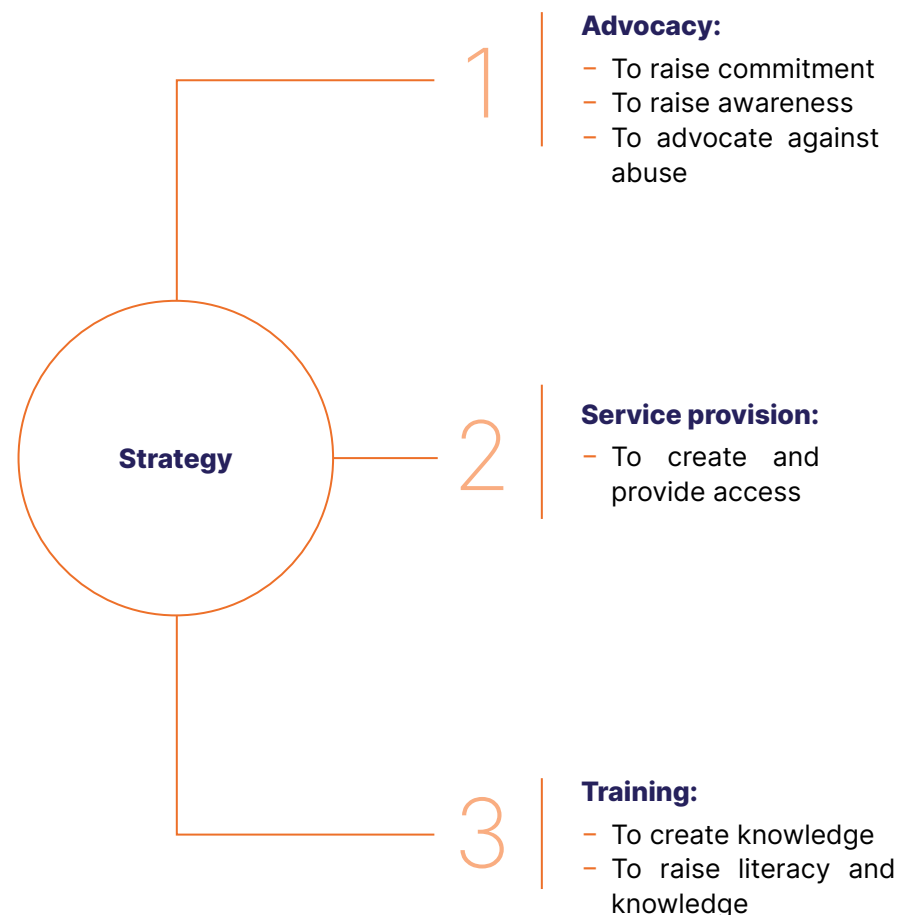 1
Advocacy:
– To raise commitment
– To raise awareness
– To advocate against
abuse
Strategy
2
Service provision:
– To create and
provide access
3
Training:
– To create knowledge
– To raise literacy and
knowledge